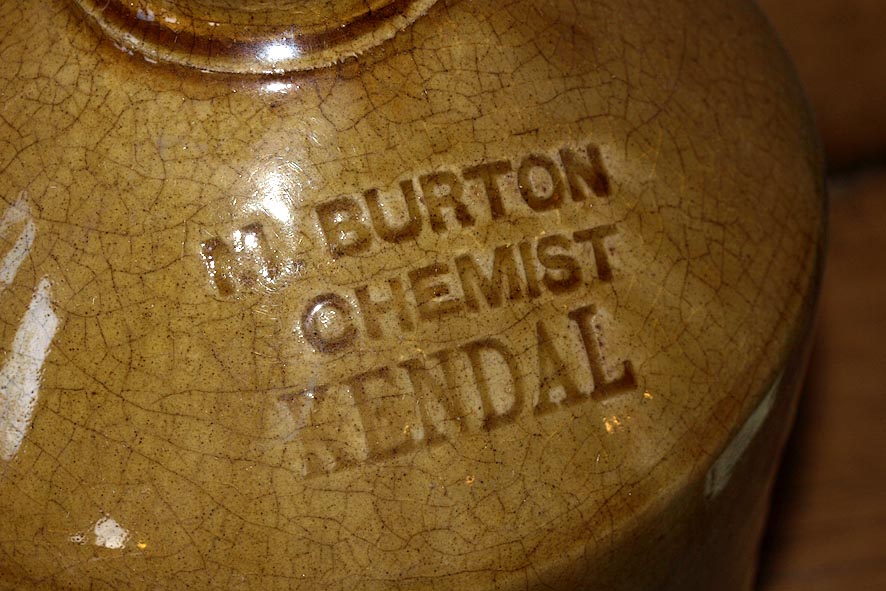 N. BURTON
CHEMIST
KENDAL